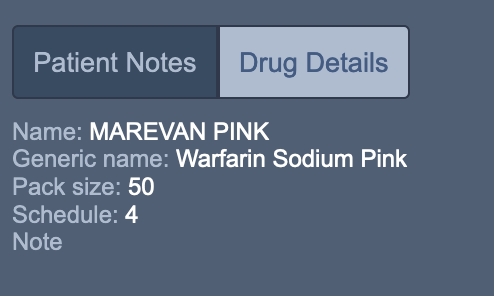 Patient Notes Drug Details
Name: MAREVAN PINK
Generic name: Warfarin Sodium Pink
Pack size: 50
Schedule: 4
Note